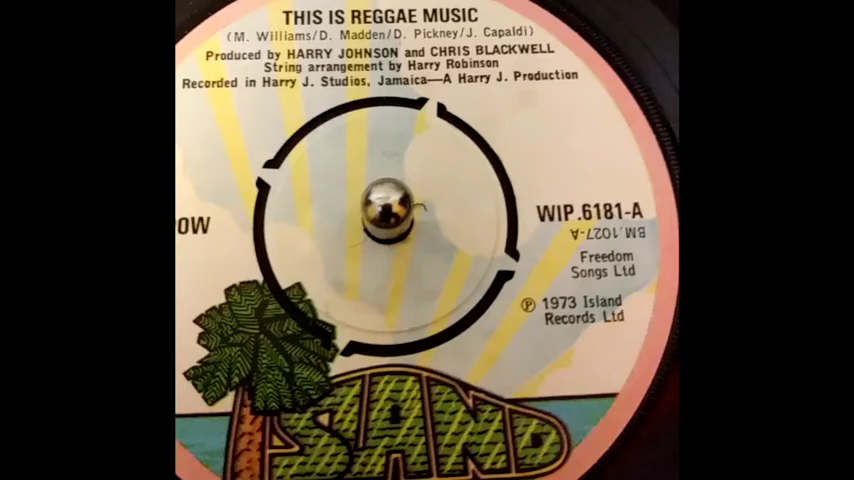 THIS IS REGGAE MUSIC
(M. Williams/D. Madden/D. Pickney/J. Capaldi)
Produced by HARRY JOHNSON and CHRIS BLACKWELL
String arrangement by Harry Robinson
Recorded in Harry J. Studios, Jamaica—A Harry J. Production
OW
WIP.6181-A
BM.1027-A
Freedom
Songs Ltd
Ⓟ 1973 Island
Records Ltd
ISLAND